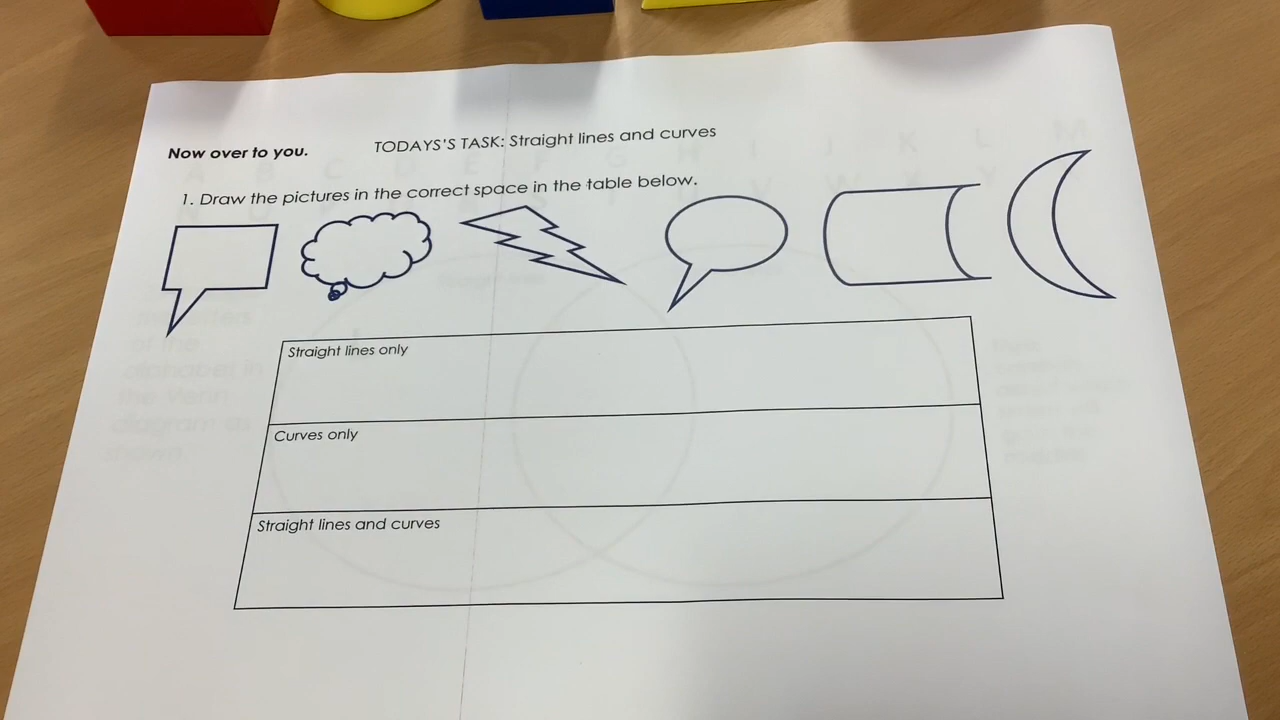 Now over to you.
TODAYS'S TASK: Straight lines and curves
1. Draw the pictures in the correct space in the table below.
Straight lines only
Curves only
Straight lines and curves